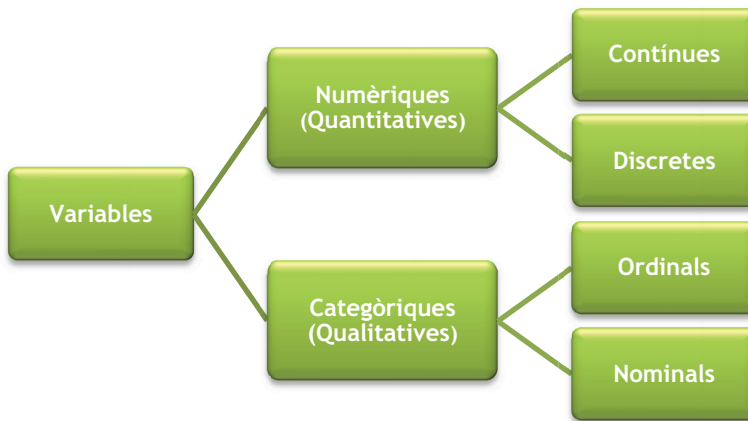 Variables
Numèriques
(Quantitatives)
Contínues
Discretes
Categòriques
(Qualitatives)
Ordinals
Nominals